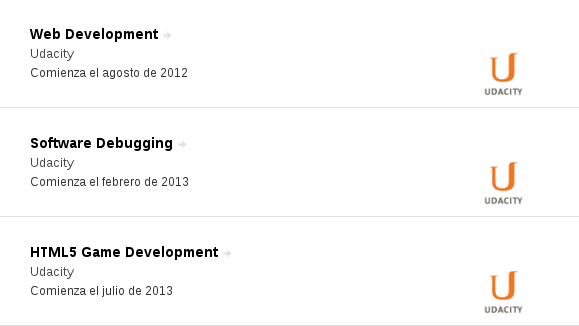 Web Development
Udacity
Comienza el agosto de 2012
UDACITY
Software Debugging
Udacity
Comienza el febrero de 2013
UDACITY
HTML5 Game Development
Udacity
Comienza el julio de 2013
UDACITY